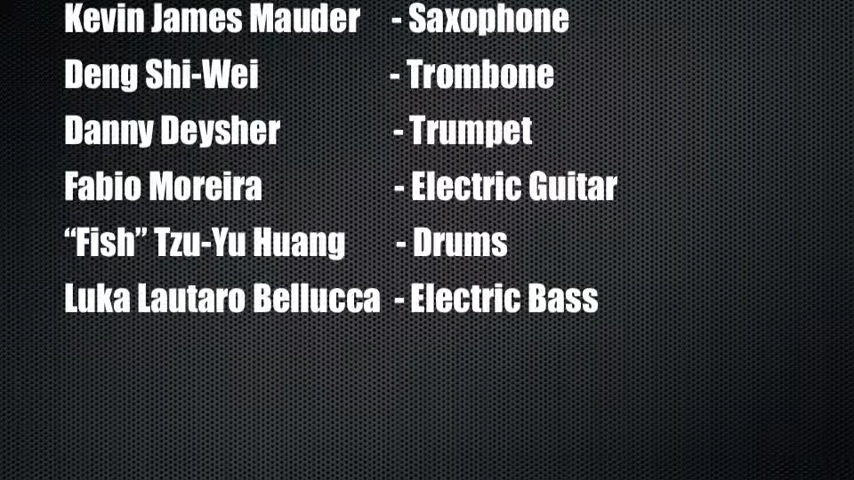 Kevin James Mauder - Saxophone
Deng Shi-Wei - Trombone
Danny Deysher - Trumpet
Fabio Moreira - Electric Guitar
“Fish” Tzu-Yu Huang - Drums
Luka Lautaro Bellucca - Electric Bass